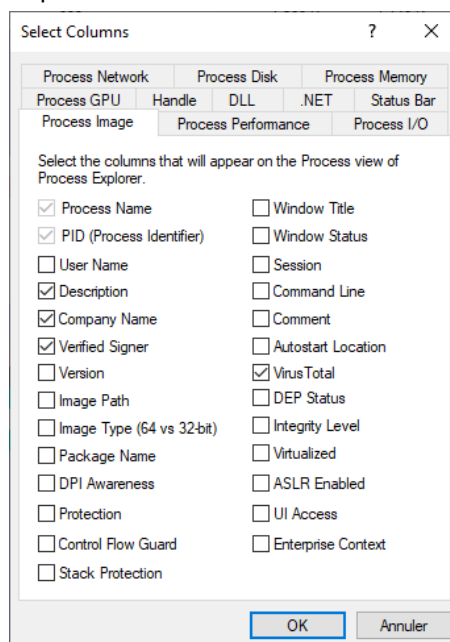 Select Columns ? ×
Process Network Process Disk Process Memory
Process GPU Handle DLL .NET Status Bar
Process Image Process Performance Process I/O
Select the columns that will appear on the Process view of
Process Explorer.
Process Name
PID (Process Identifier)
User Name
Description
Company Name
Verified Signer
Version
Image Path
Image Type (64 vs 32-bit)
Package Name
DPI Awareness
Protection
Control Flow Guard
Stack Protection
Window Title
Window Status
Session
Command Line
Comment
Autostart Location
VirusTotal
DEP Status
Integrity Level
Virtualized
ASLR Enabled
UI Access
Enterprise Context
OK Annuler